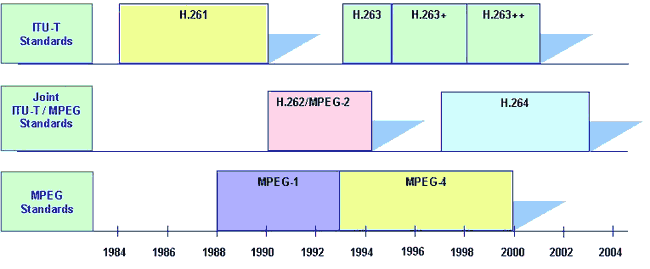 ITU-T
Standards
H.261
H.263
H.263+
H.263++
Joint
ITU-T / MPEG
Standards
H.262/MPEG-2
H.264
MPEG
Standards
MPEG-1
MPEG-4
1984 1986 1988 1990 1992 1994 1996 1998 2000 2002 2004